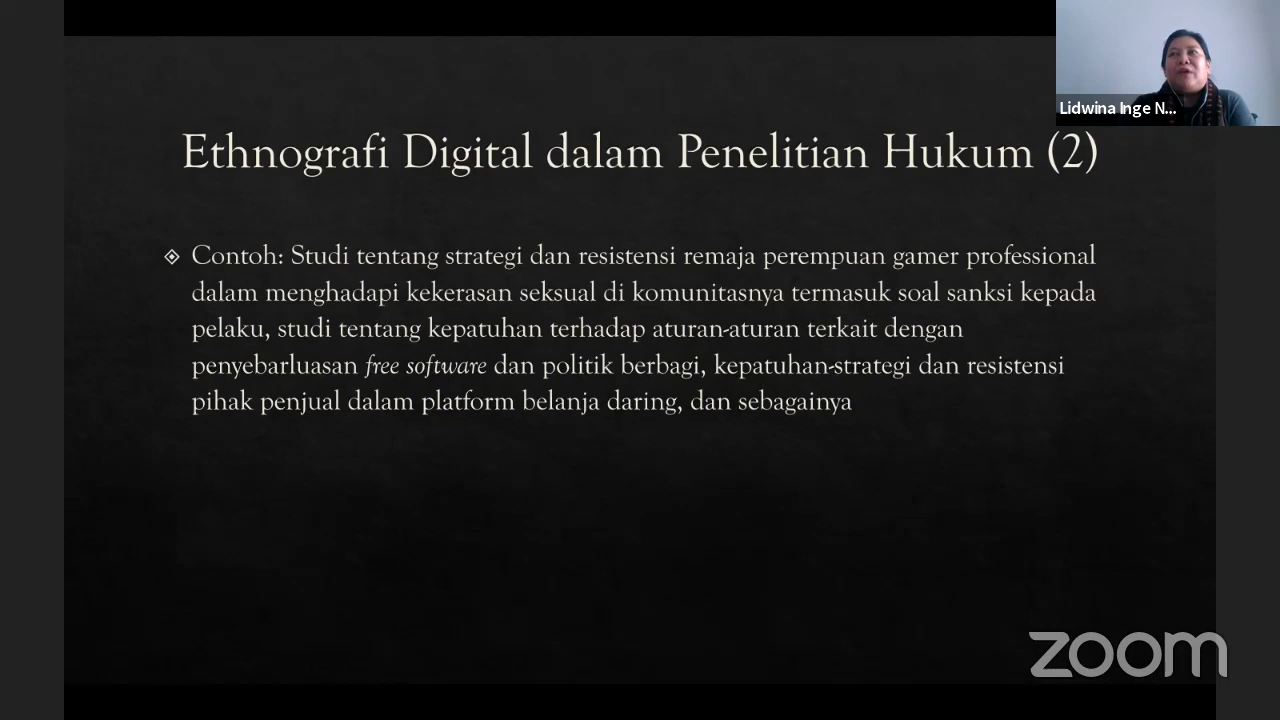 Lidwina Inge N...
Ethnografi Digital dalam Penelitian Hukum (2)
Contoh: Studi tentang strategi dan resistensi remaja perempuan gamer professional
dalam menghadapi kekerasan seksual di komunitasnya termasuk soal sanksi kepada
pelaku, studi tentang kepatuhan terhadap aturan-aturan terkait dengan
penyebarluasan free software dan politik berbagi, kepatuhan-strategi dan resistensi
pihak penjual dalam platform belanja daring, dan sebagainya
zoom